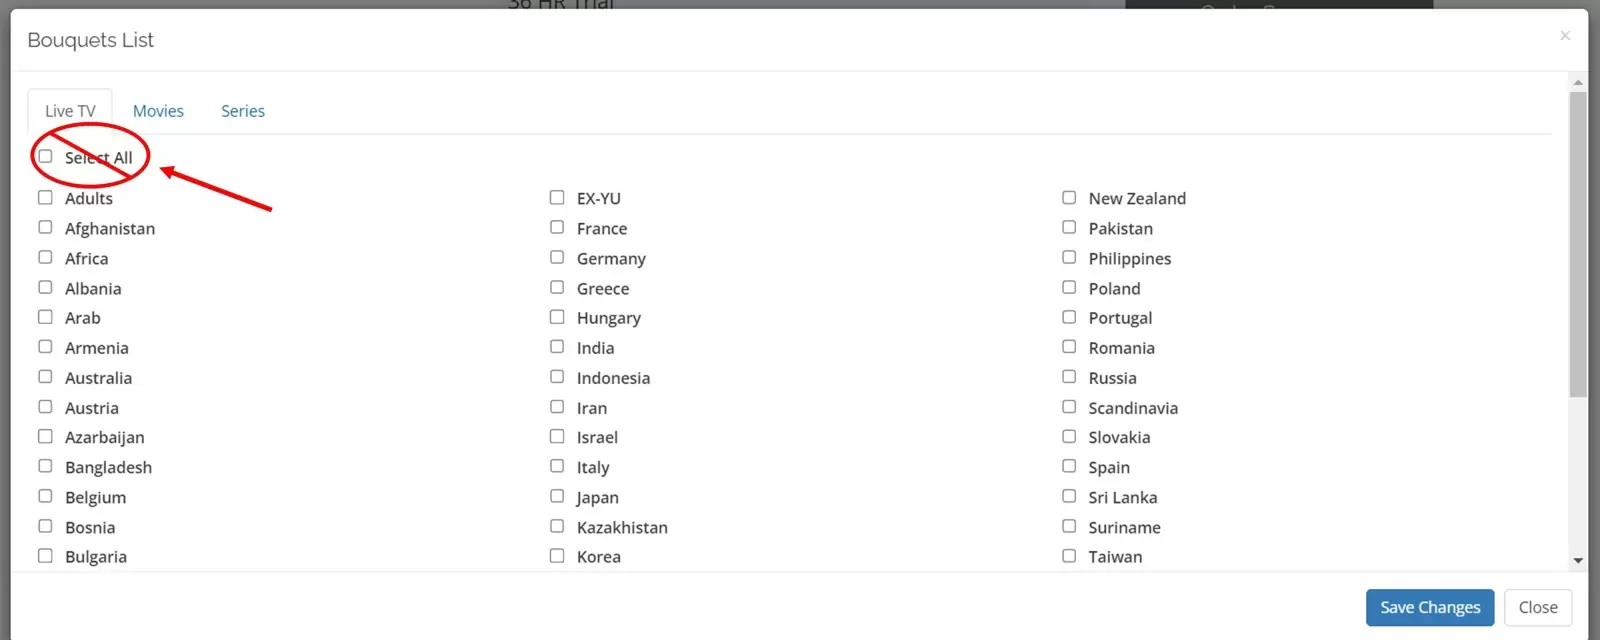 36 HR Trial
Bouquets List
×
Live TV Movies Series
Select All
Adults EX-YU New Zealand
Afghanistan France Pakistan
Africa Germany Philippines
Albania Greece Poland
Arab Hungary Portugal
Armenia India Romania
Australia Indonesia Russia
Austria Iran Scandinavia
Azarbaijan Israel Slovakia
Bangladesh Italy Spain
Belgium Japan Sri Lanka
Bosnia Kazakhstan Suriname
Bulgaria Korea Taiwan
Save Changes Close